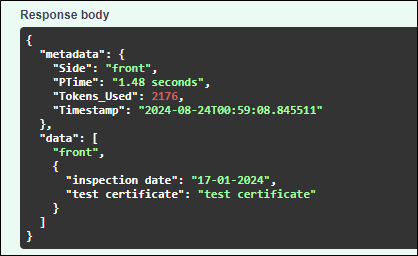 Response body
{
  "metadata": {
    "Side": "front",
    "PTime": "1.48 seconds",
    "Tokens_Used": 2176,
    "Timestamp": "2024-08-24T00:59:08.845511"
  },
  "data": [
    "front",
    {
      "inspection date": "17-01-2024",
      "test certificate": "test certificate"
    }
  ]
}